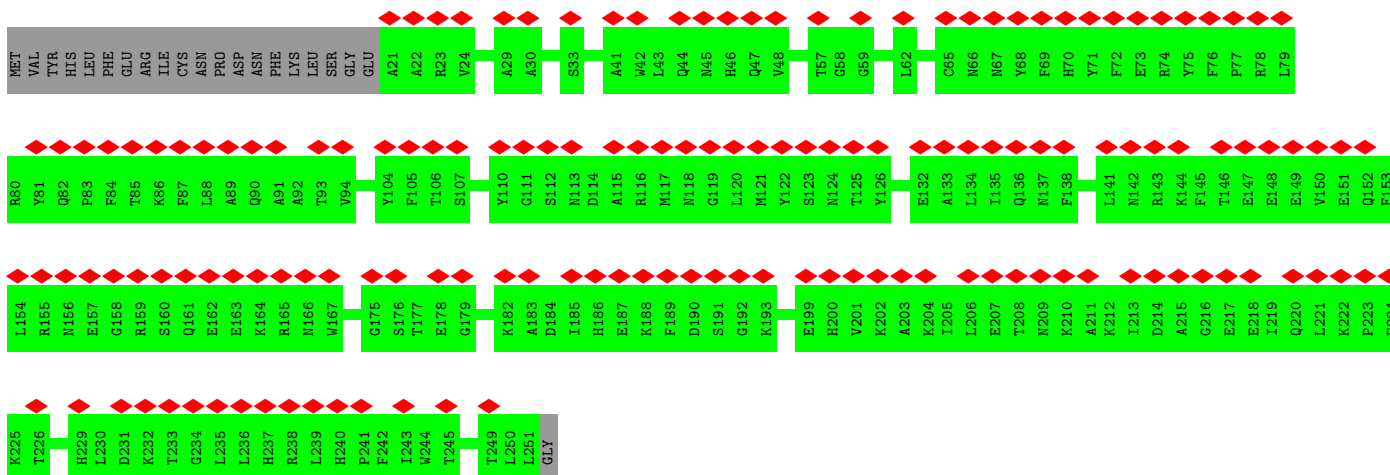 MET VAL TYR HIS LEU PHE GLU ARG ILE CYS ASN PRO ASP ASN PHE LYS LEU SER GLY GLU A21 A22 R23 V24 A29 A30 S33 A41 W42 L43 Q44 N45 H46 Q47 V48 T57 G58 G59 L62 C65 N66 N67 Y68 F69 H70 Y71 F72 E73 R74 Y75 F76 P77 R78 L79
R80 Y81 Q82 P83 F84 T85 K86 F87 L88 A89 Q90 A91 A92 T93 V94 Y104 F105 T106 S107 Y110 G111 S112 N113 D114 A115 R116 M117 N118 G119 L120 M121 Y122 S123 N124 T125 Y126 E132 A133 L134 I135 Q136 N137 F138 L141 N142 R143 K144 F145 T146 E147 E148 E149 V150 E151 Q152 F153
L154 R155 N156 E157 G158 R159 S160 Q161 E162 E163 K164 R165 N166 W167 G175 S176 T177 E178 G179 K182 A183 D184 I185 H186 E187 K188 F189 D190 S191 G192 K193 E199 H200 V201 K202 A203 K204 I205 L206 E207 T208 N209 K210 A211 K212 I213 D214 A215 G216 E217 E218 I219 Q220 L221 K222 P223
K225 T226 H229 L230 D231 K232 T233 G234 L235 L236 H237 R238 L239 H240 P241 F242 I243 W244 T245 T249 L250 L251 GLY